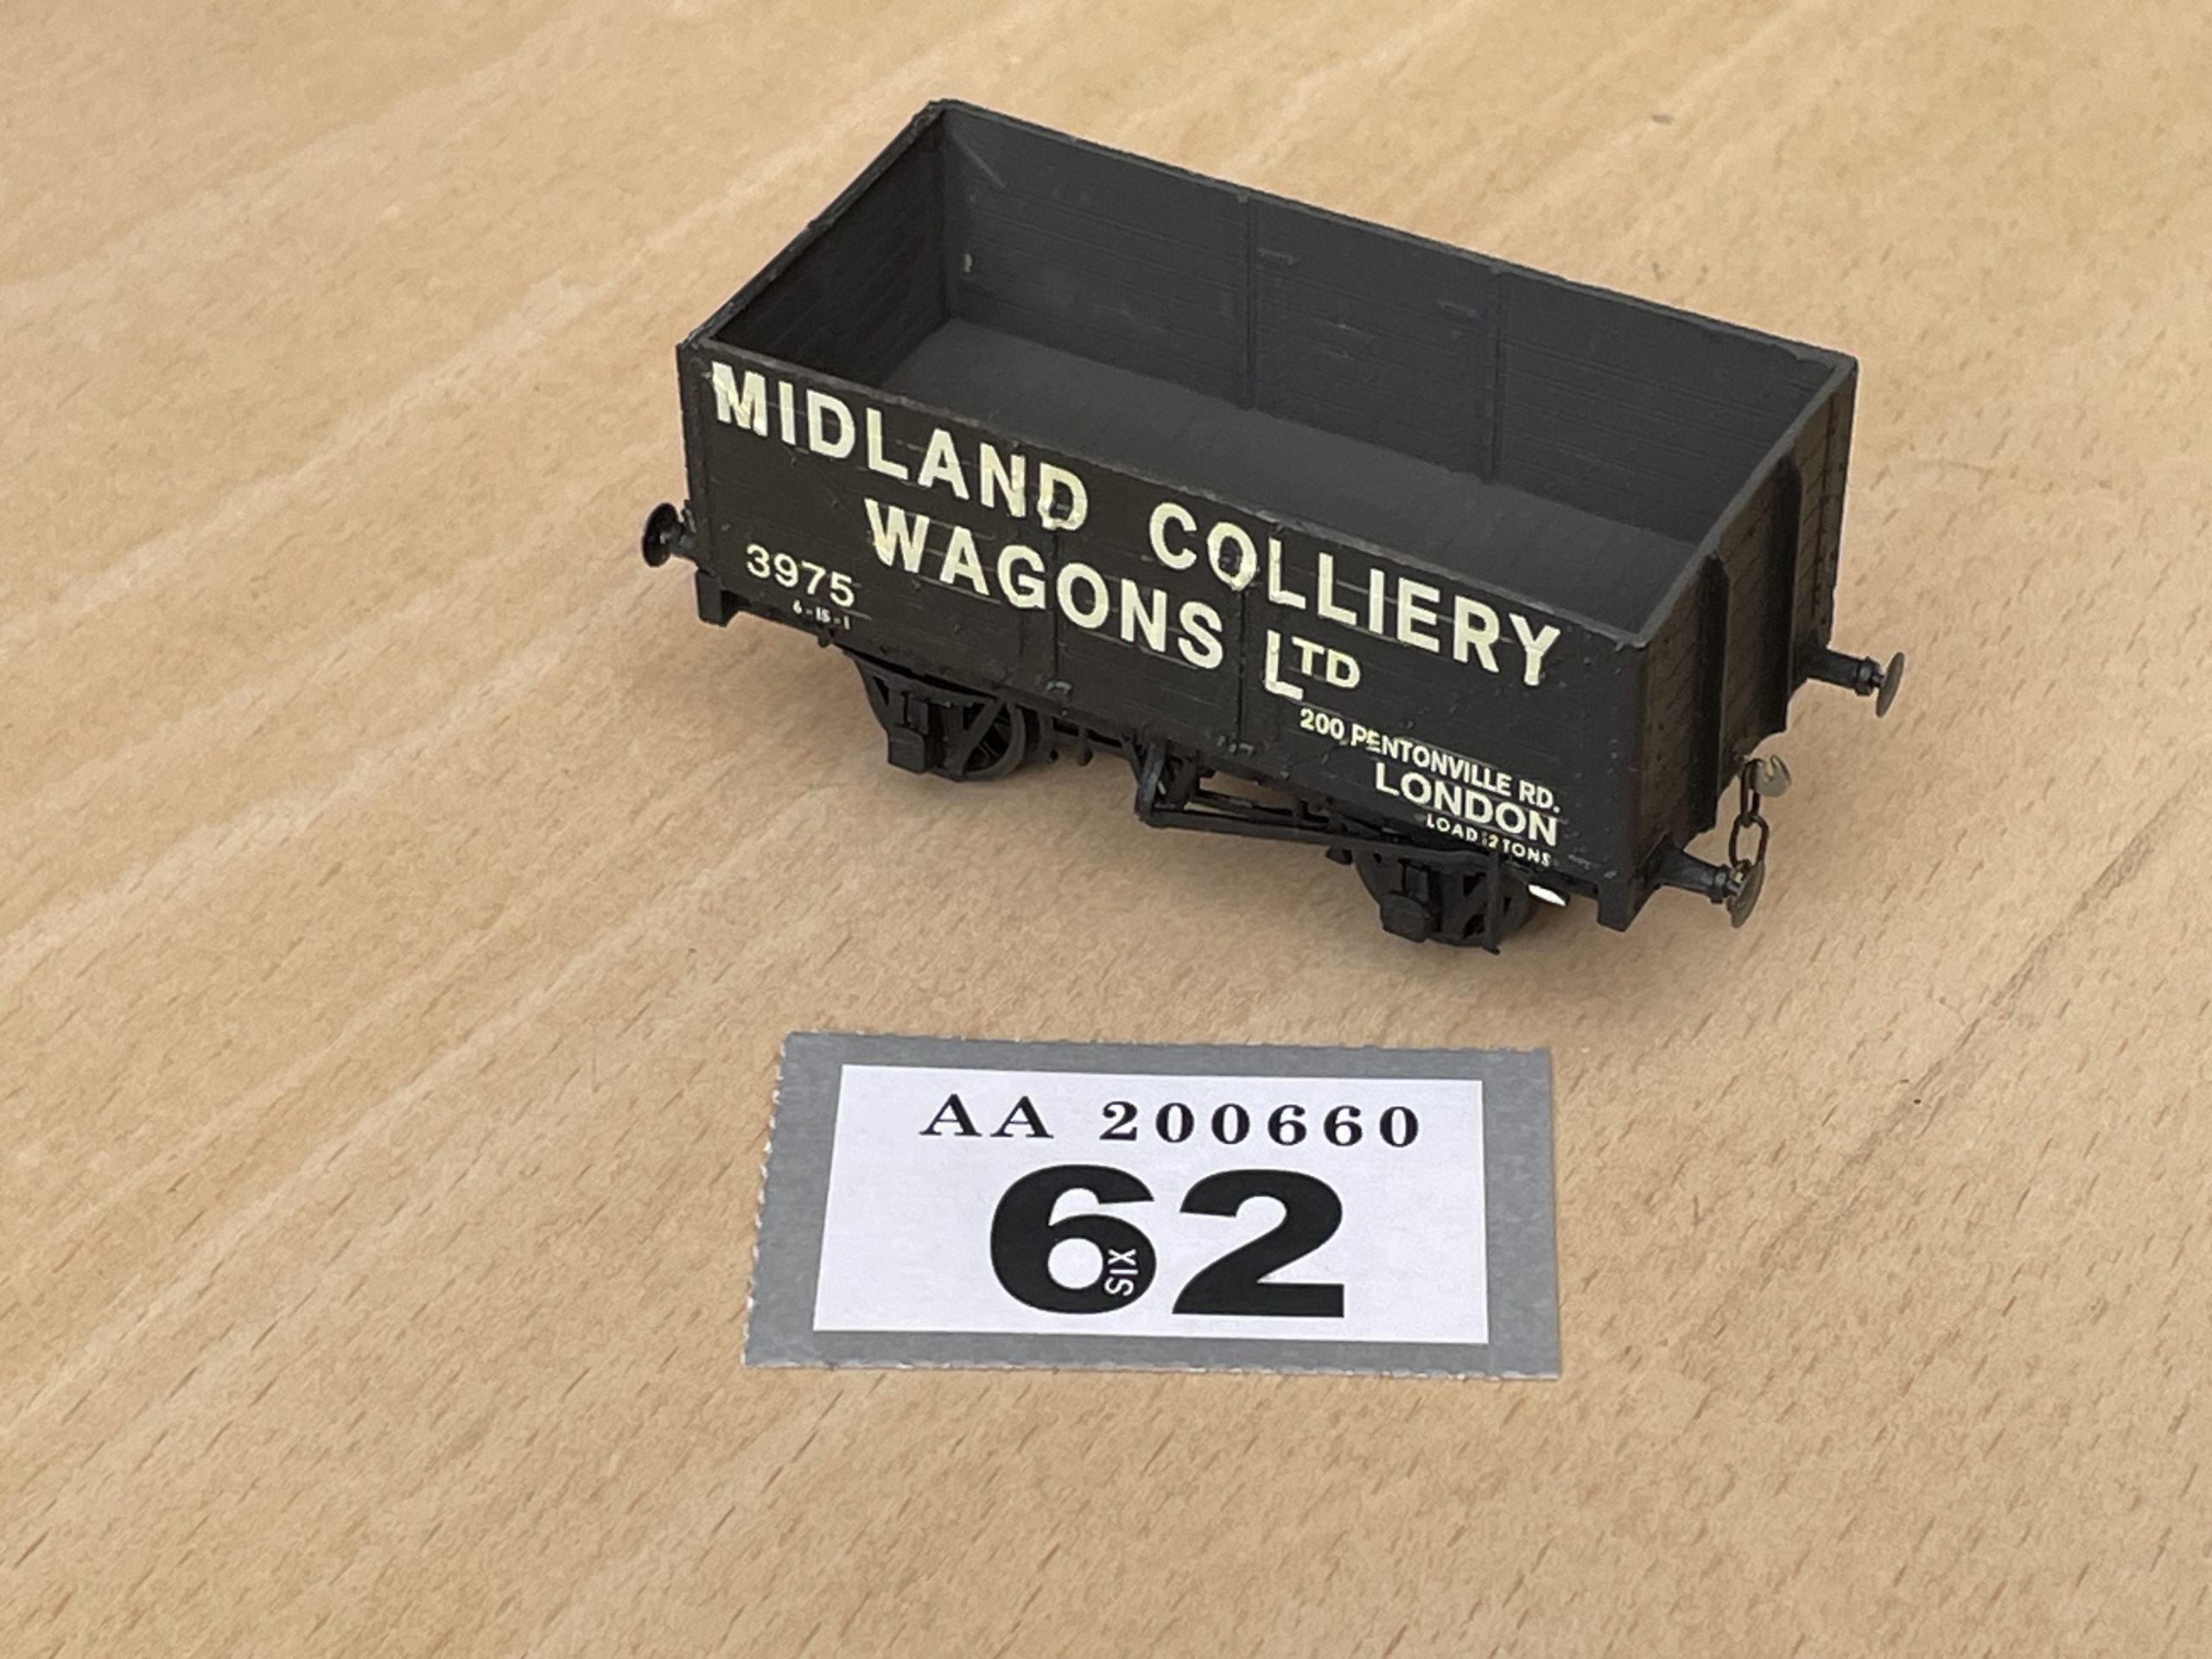 MIDLAND COLLIERY
WAGONS LTD
3975
6-15-1
200 PENTONVILLE RD.
LONDON
LOAD 12 TONS
AA 200660
62
SIX